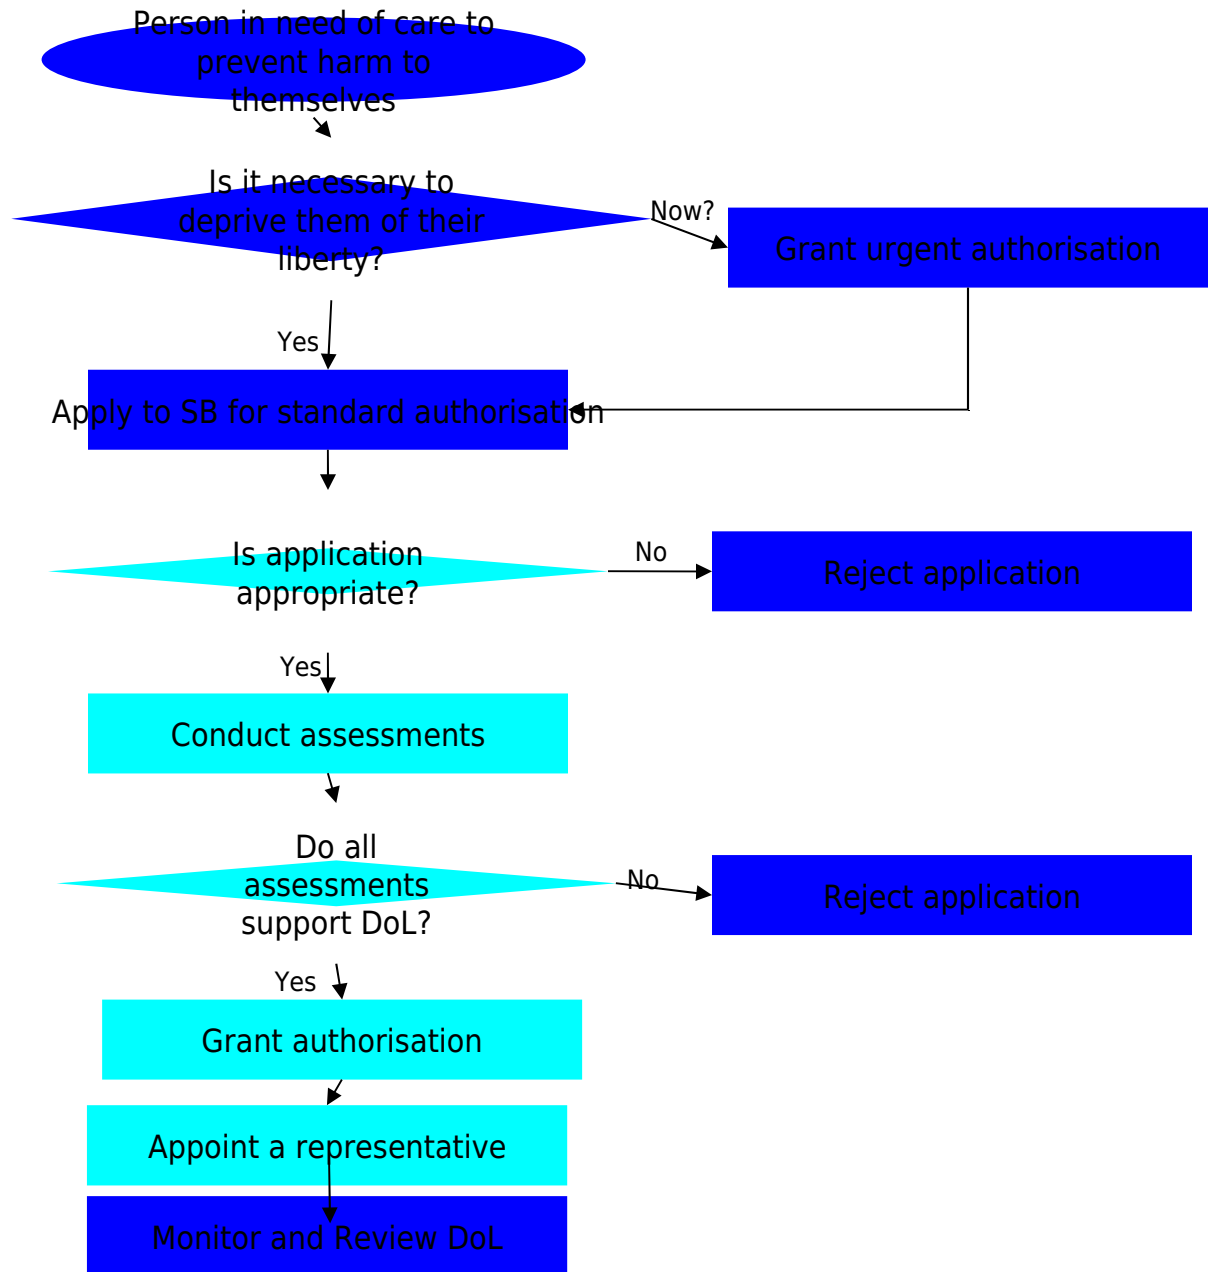 Person in need of care to
prevent harm to
themselves
Is it necessary to
deprive them of their
liberty?
Now?
Grant urgent authorisation
Yes
Apply to SB for standard authorisation
Is application
appropriate?
No
Reject application
Yes
Conduct assessments
Do all
assessments
support DoL?
No
Reject application
Yes
Grant authorisation
Appoint a representative
Monitor and Review DoL